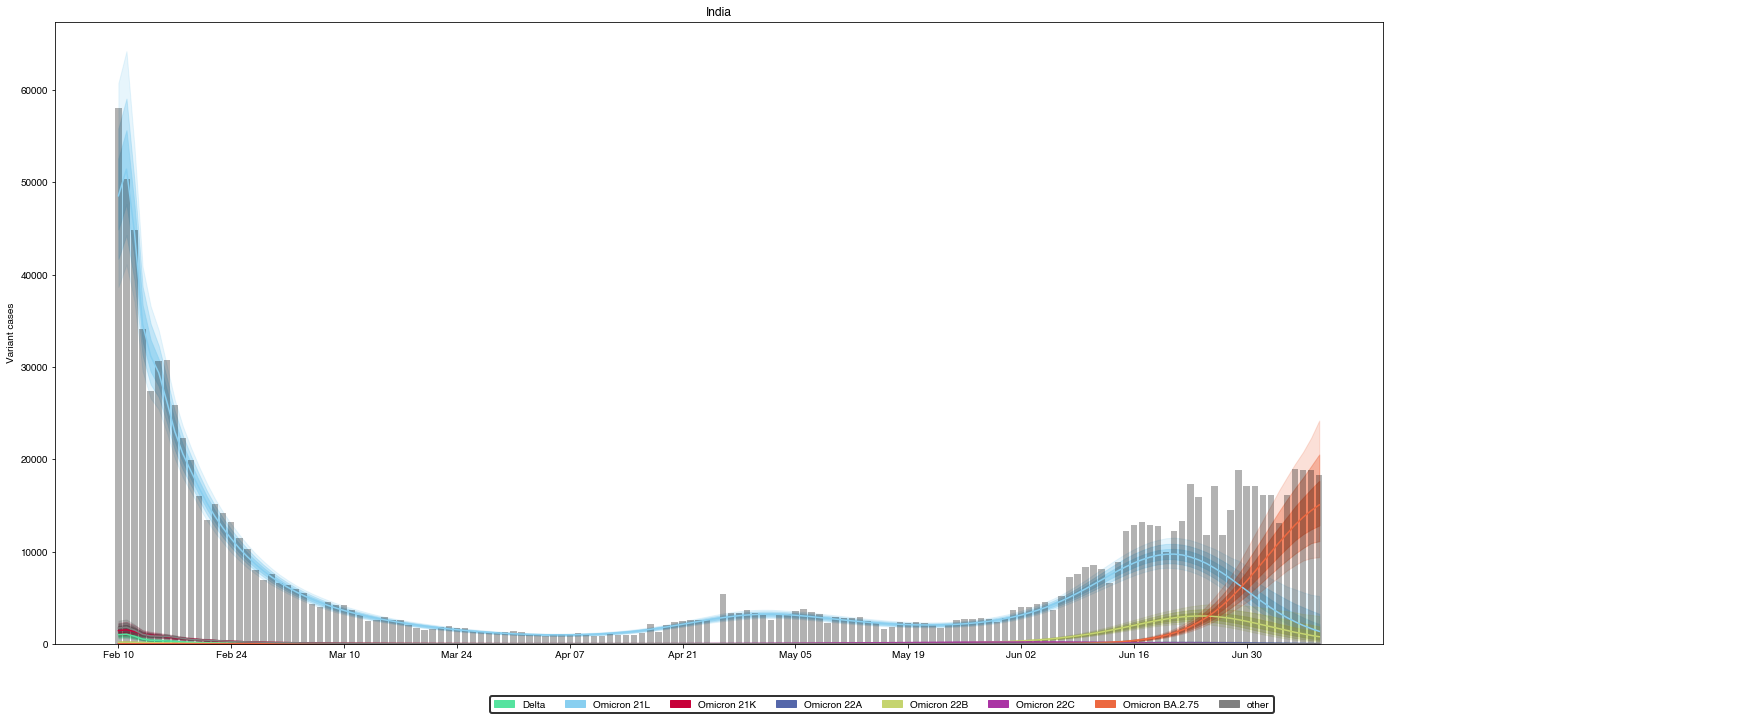 India
60000
50000
40000
30000
20000
10000
0
Variant cases
Feb 10 Feb 24 Mar 10 Mar 24 Apr 07 Apr 21 May 05 May 19 Jun 02 Jun 16 Jun 30
Delta Omicron 21L Omicron 21K Omicron 22A Omicron 22B Omicron 22C Omicron BA.2.75 other